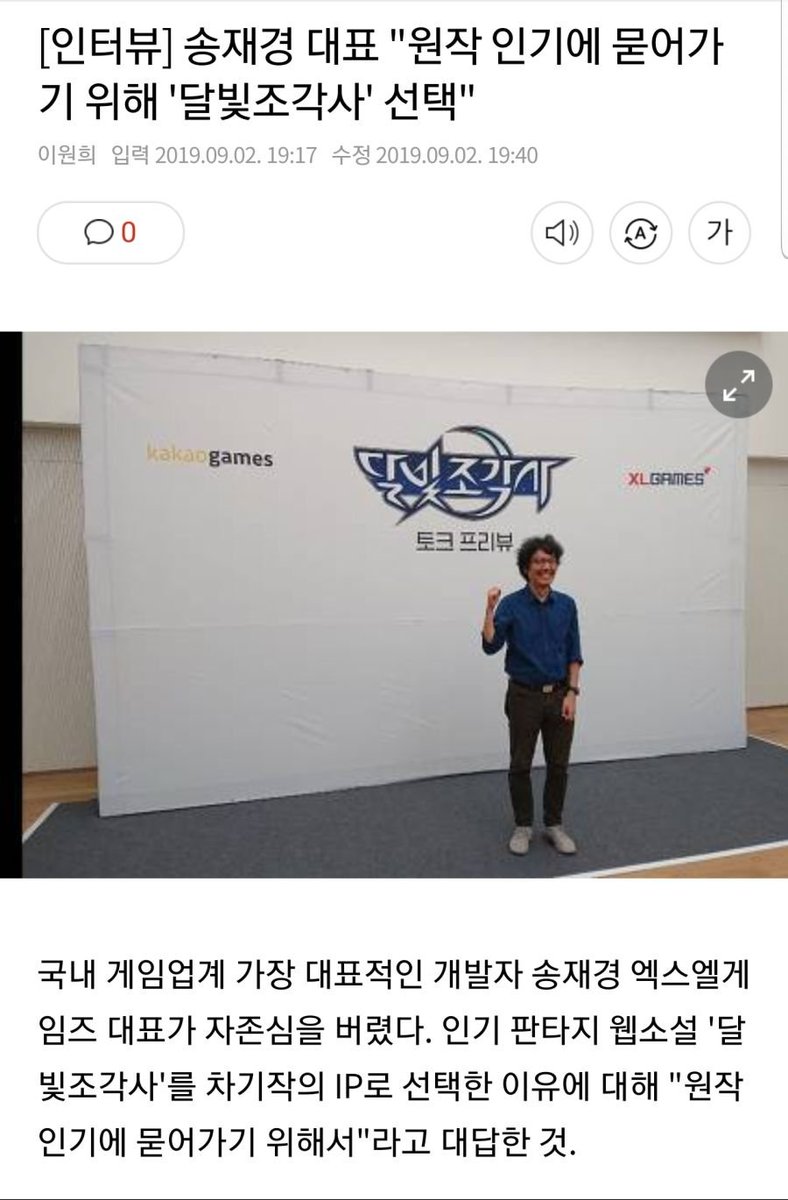 [인터뷰] 송재경 대표 "원작 인기에 묻어가
기 위해 '달빛조각사' 선택"
이원희 입력 2019.09.02. 19:17 수정 2019.09.02. 19:40
0
A
가
kakaogames
달빛조각사
XLGAMES
토크 프리뷰
국내 게임업계 가장 대표적인 개발자 송재경 엑스엘게
임즈 대표가 자존심을 버렸다. 인기 판타지 웹소설 '달
빛조각사'를 차기작의 IP로 선택한 이유에 대해 "원작
인기에 묻어가기 위해서"라고 대답한 것.